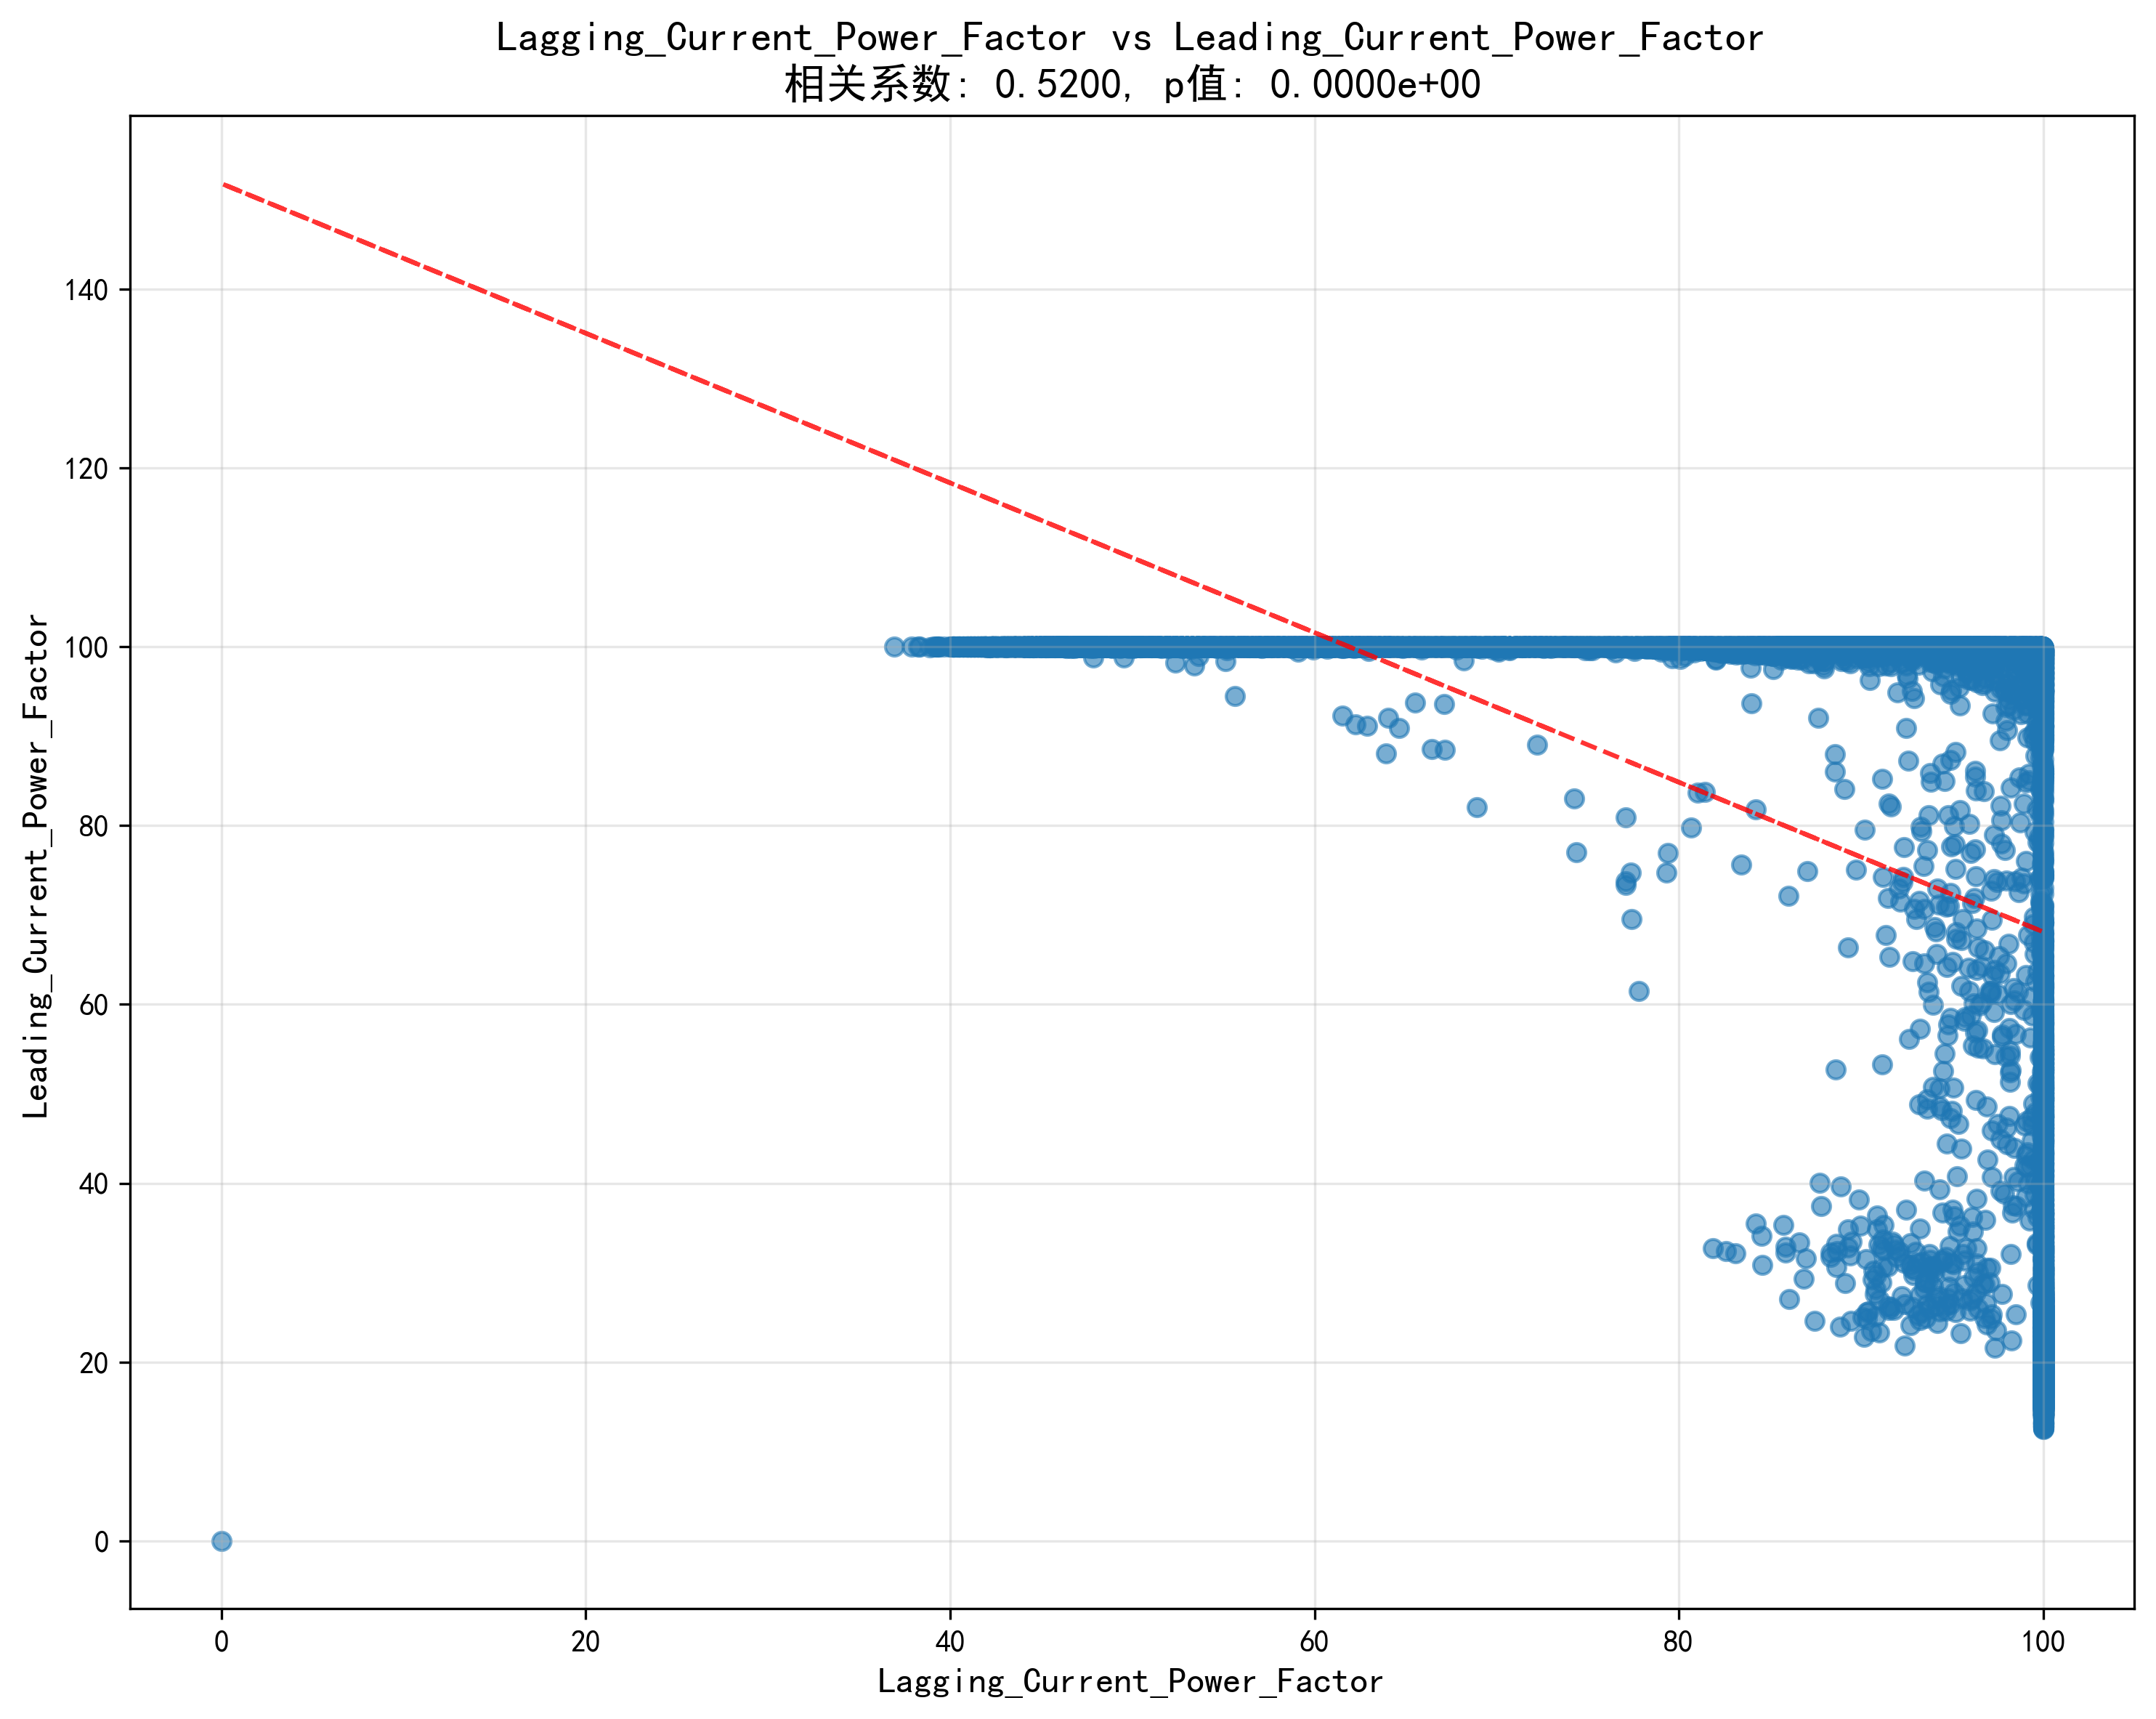 Lagging_Current_Power_Factor vs Leading_Current_Power_Factor
相关系数: 0.5200, p值: 0.0000e+00
Leading_Current_Power_Factor
140
120
100
80
60
40
20
0
0 20 40 60 80 100
Lagging_Current_Power_Factor